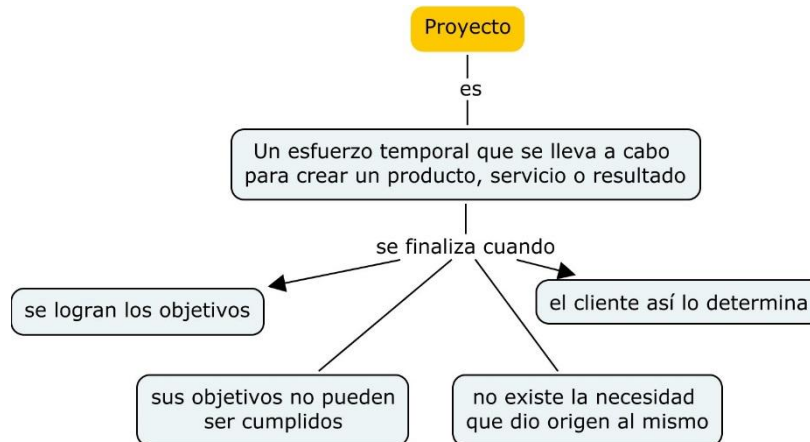 Proyecto
es
Un esfuerzo temporal que se lleva a cabo
para crear un producto, servicio o resultado
se finaliza cuando
se logran los objetivos
el cliente así lo determina
sus objetivos no pueden
ser cumplidos
no existe la necesidad
que dio origen al mismo